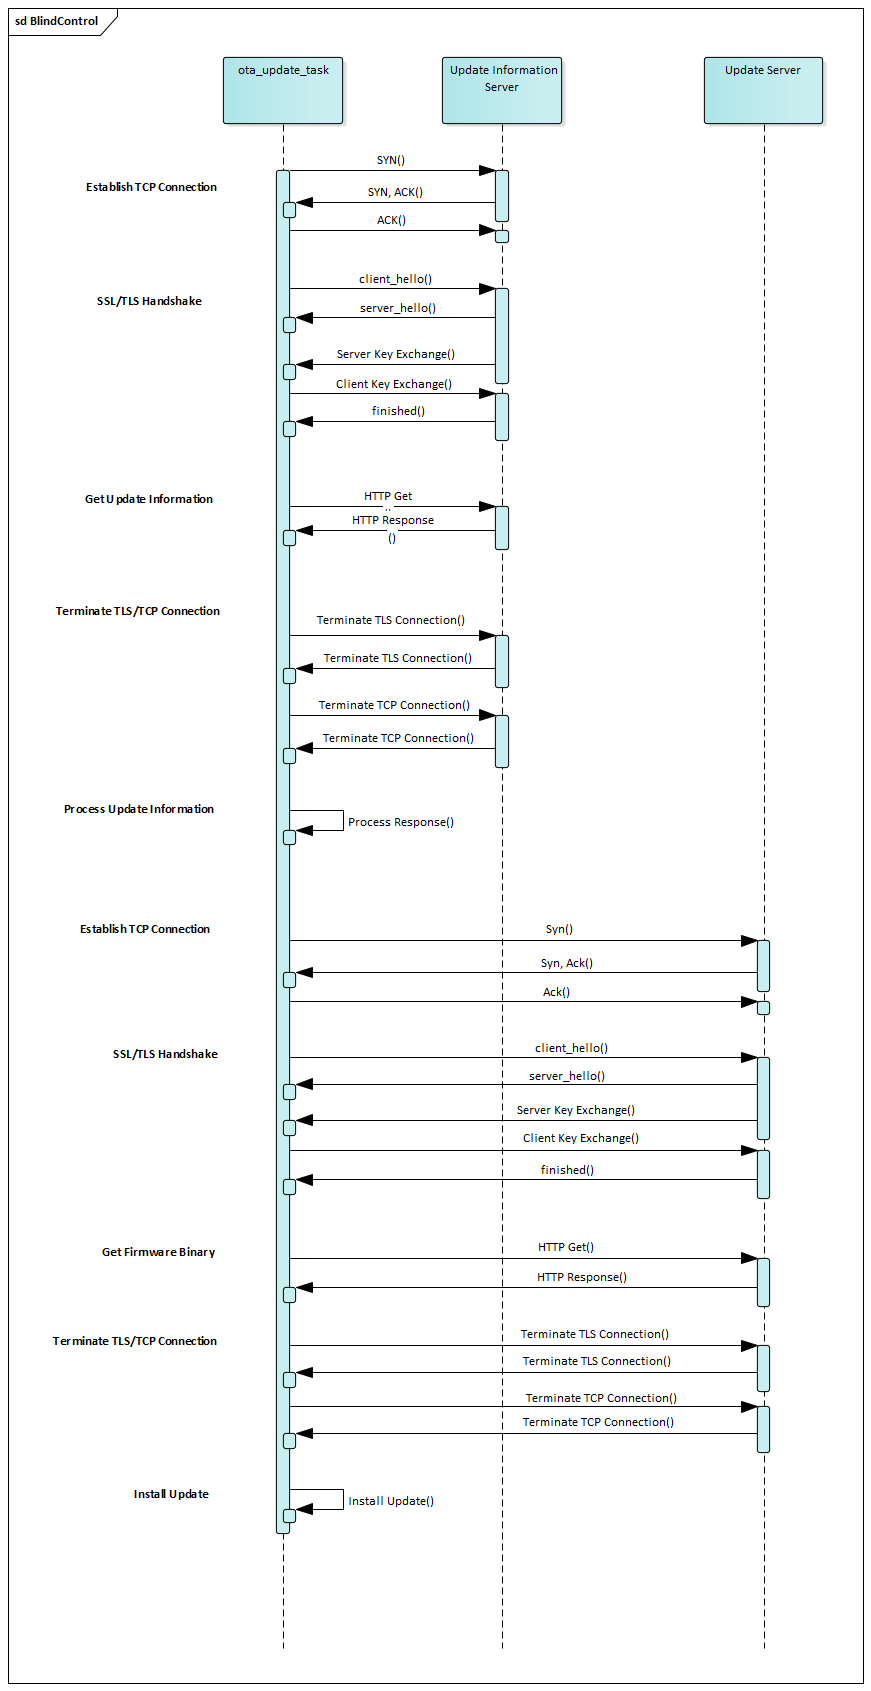 sd BlindControl
ota_update_task
Update Information
Server
Update Server
SYN()
Establish TCP Connection
SYN, ACK()
ACK()
client_hello()
SSL/TLS Handshake
server_hello()
Server Key Exchange()
Client Key Exchange()
finished()
Get Update Information
HTTP Get
HTTP Response
()
Terminate TLS/TCP Connection
Terminate TLS Connection()
Terminate TLS Connection()
Terminate TCP Connection()
Terminate TCP Connection()
Process Update Information
Process Response()
Establish TCP Connection
Syn()
Syn, Ack()
Ack()
SSL/TLS Handshake
client_hello()
server_hello()
Server Key Exchange()
Client Key Exchange()
finished()
Get Firmware Binary
HTTP Get()
HTTP Response()
Terminate TLS/TCP Connection
Terminate TLS Connection()
Terminate TLS Connection()
Terminate TCP Connection()
Terminate TCP Connection()
Install Update
Install Update()